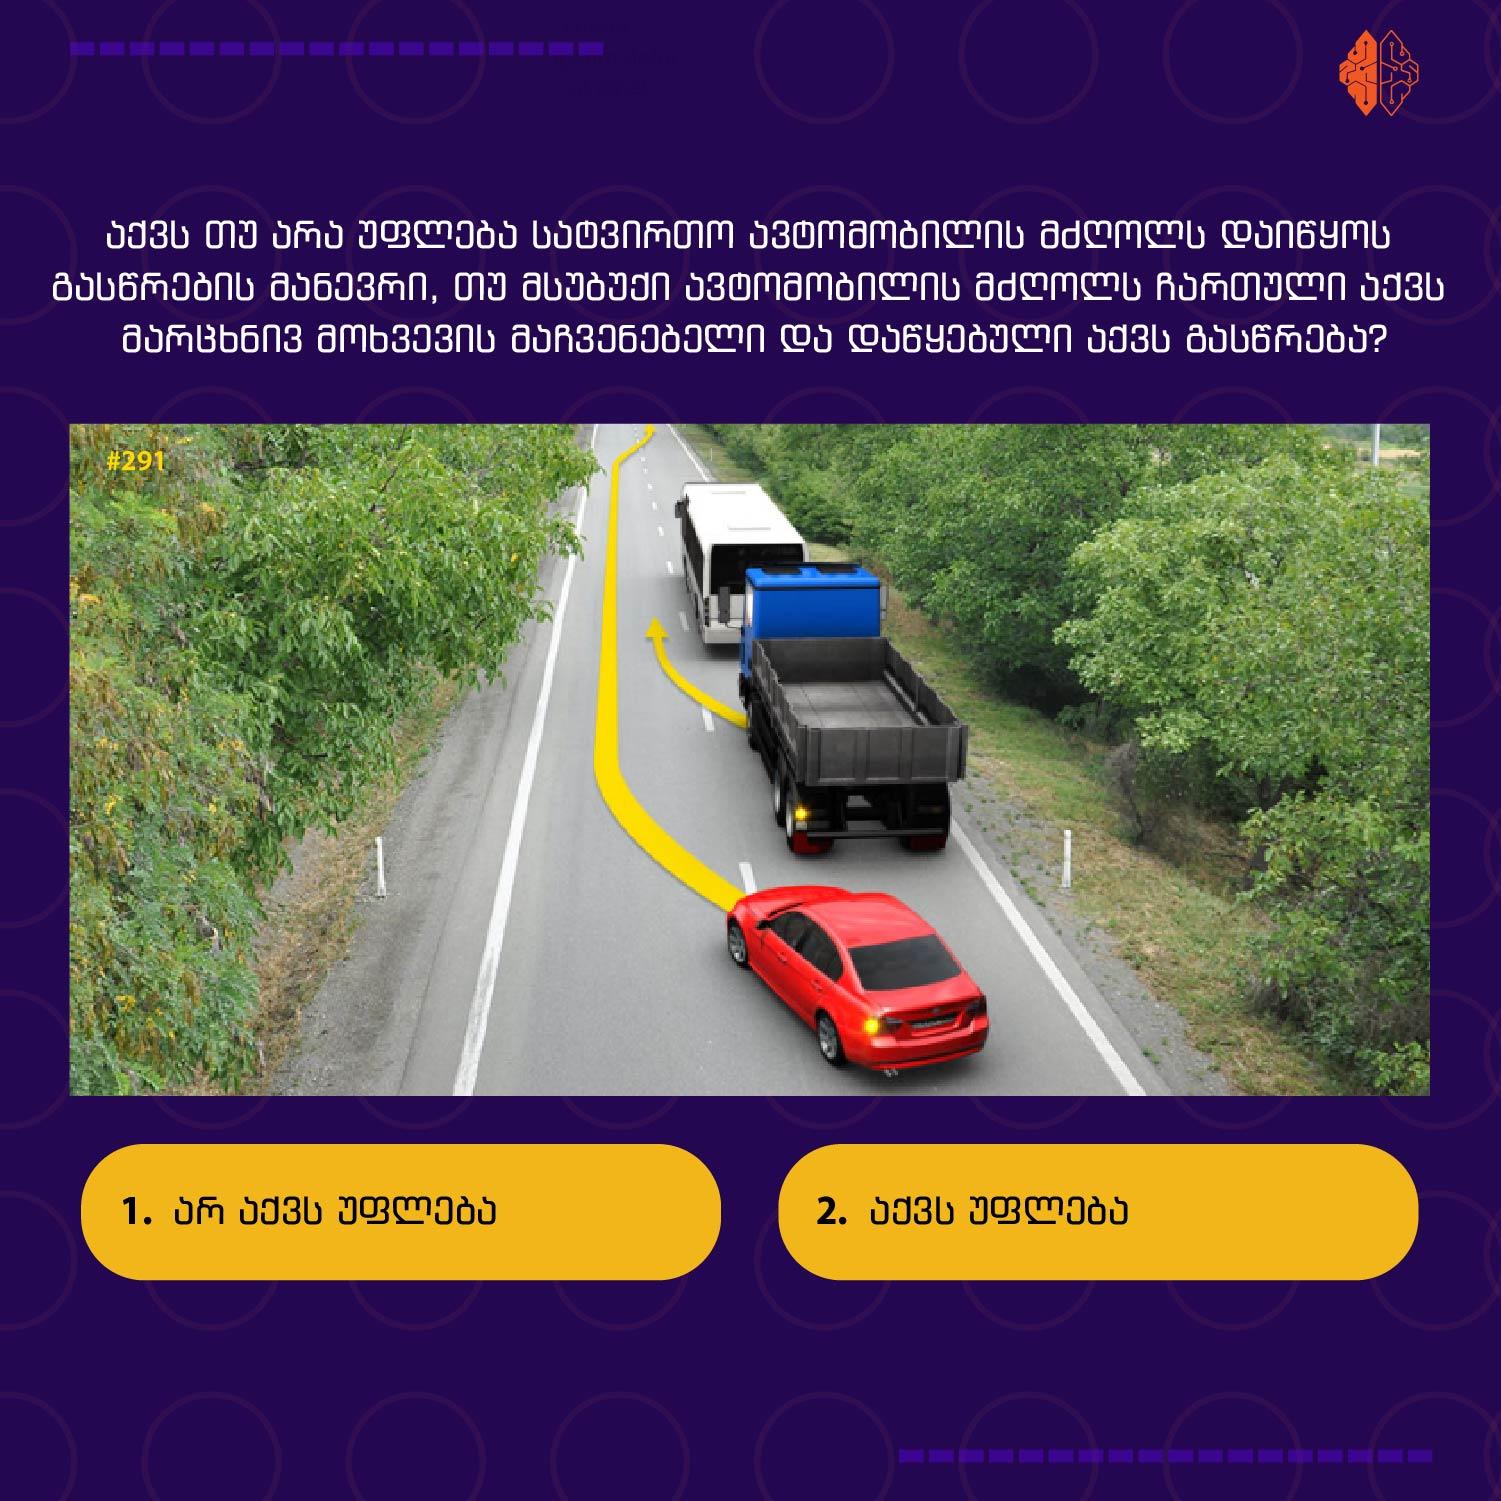 აქვს თუ არა უფლება სატვირთო ავტომობილის მძღოლს დაიწყოს
გასწრების მანევრი, თუ მსუბუქი ავტომობილის მძღოლს ჩართული აქვს
მარცხნივ მოხვევის მაჩვენებელი და დაწყებული აქვს გასწრება?
#291
1. არ აქვს უფლება
2. აქვს უფლება